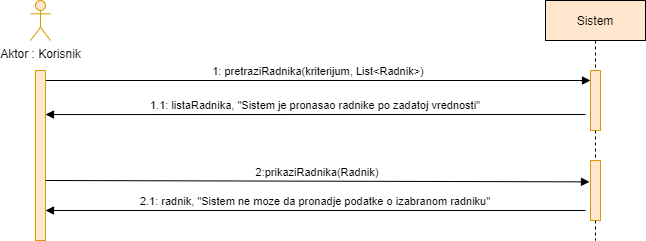 Sistem
Aktor : Korisnik
1: pretraziRadnika(kriterijum, List<Radnik>)
1.1: listaRadnika, "Sistem je pronasao radnike po zadatoj vrednosti"
2:prikaziRadnika(Radnik)
2.1: radnik, "Sistem ne moze da pronadje podatke o izabranom radniku"